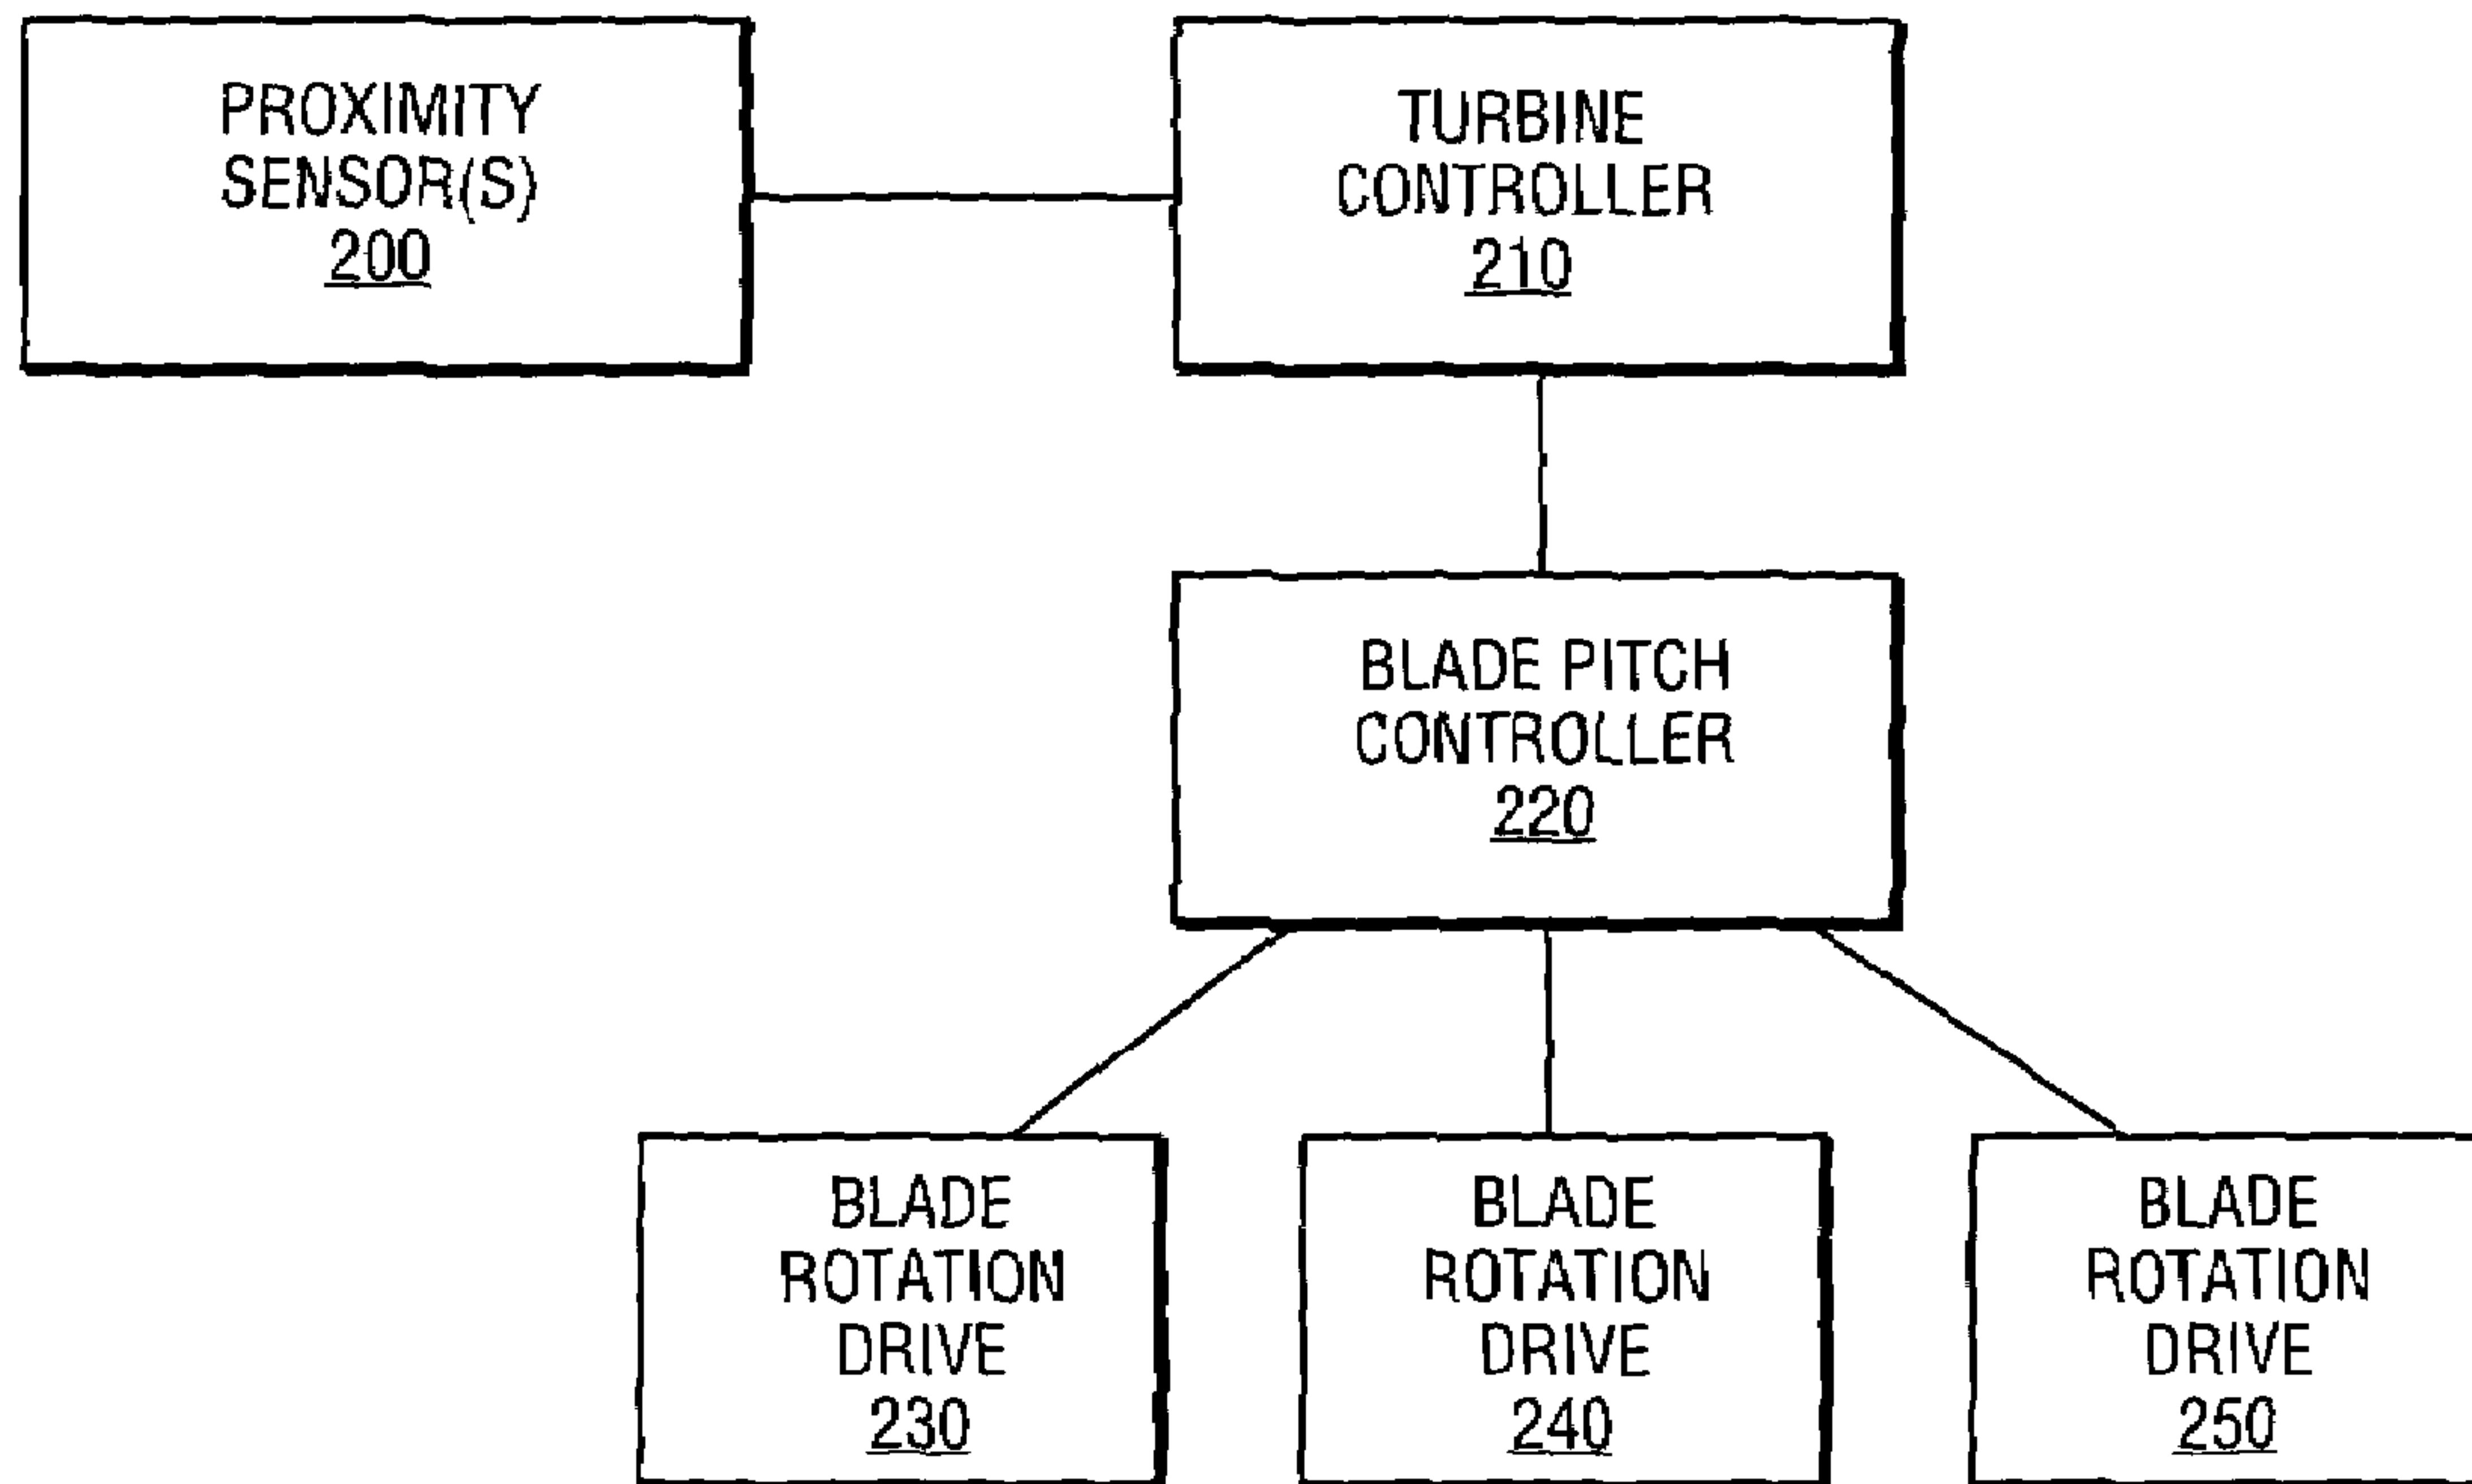 PROXIMITY
SENSOR(S)
200
TURBINE
CONTROLLER
210
BLADE PITCH
CONTROLLER
220
BLADE
ROTATION
DRIVE
230
BLADE
ROTATION
DRIVE
240
BLADE
ROTATION
DRIVE
250